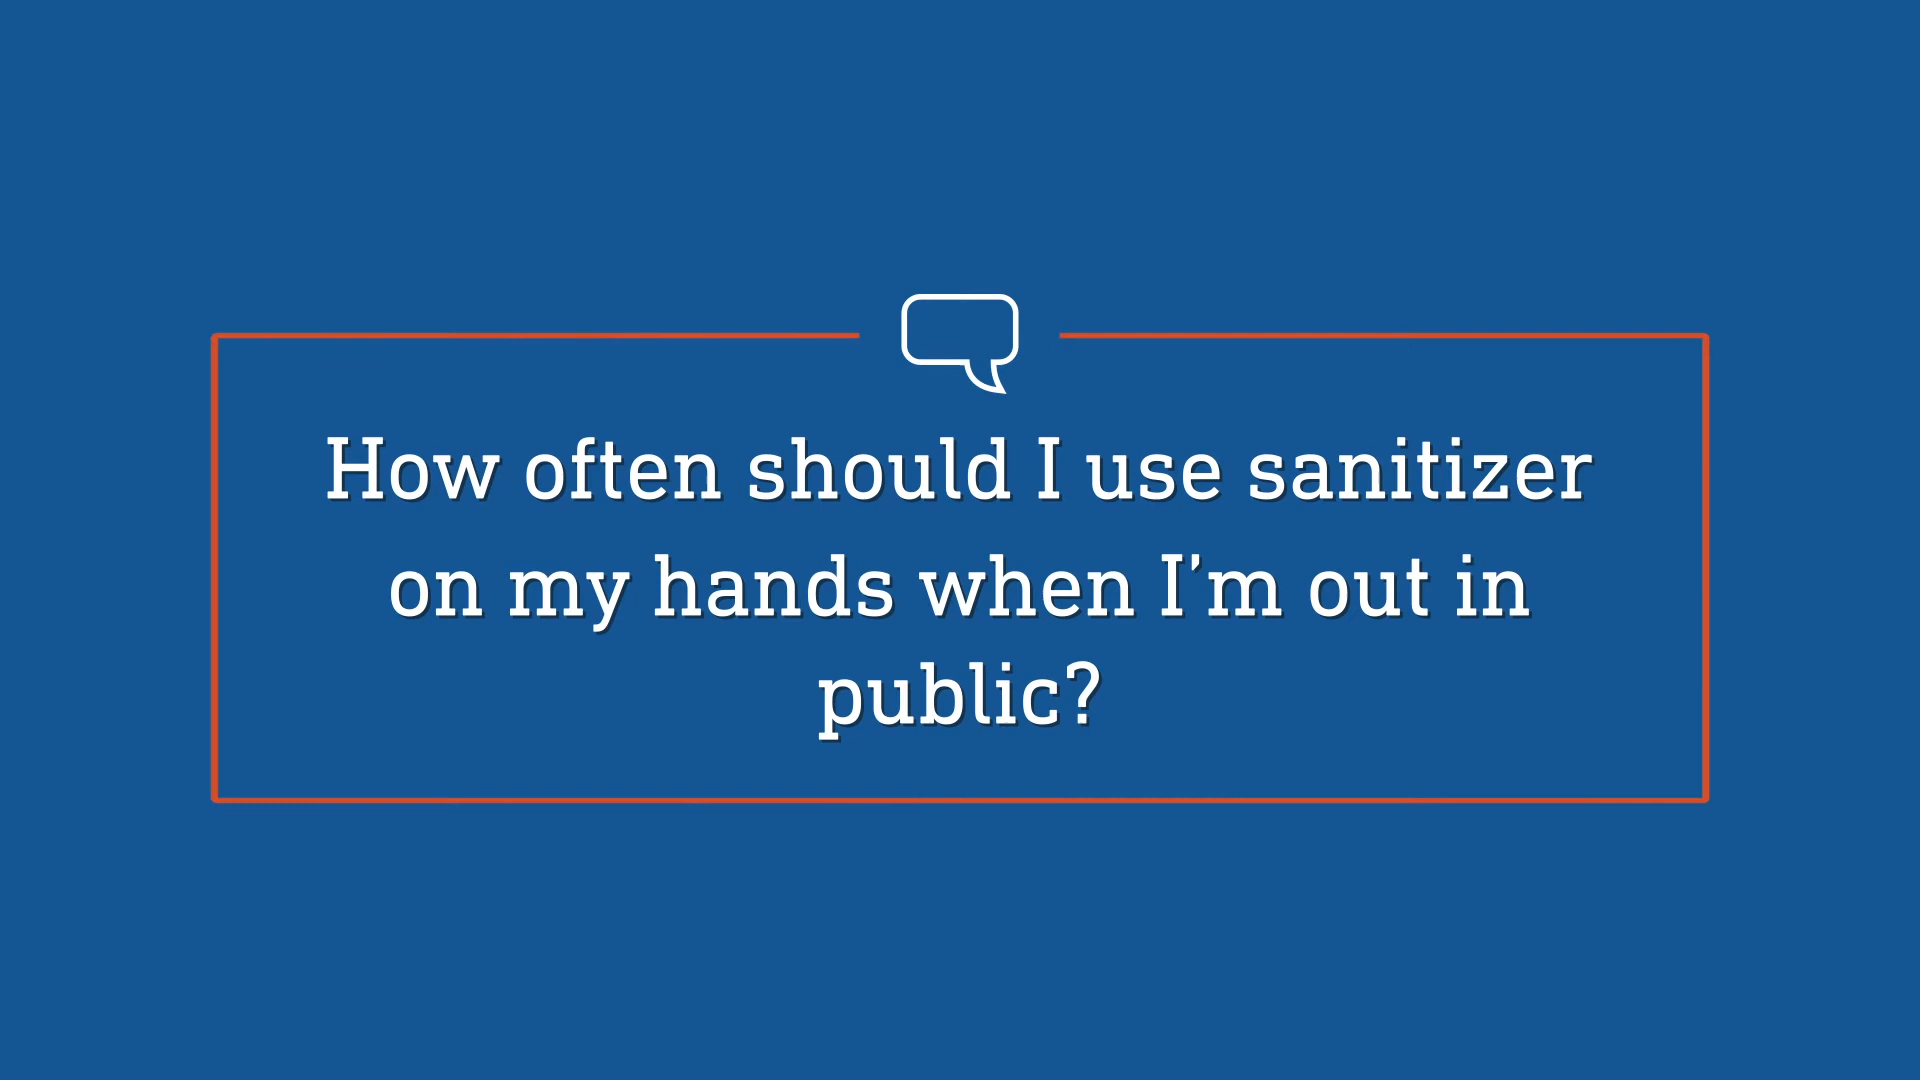 How often should I use sanitizer
on my hands when I'm out in
public?